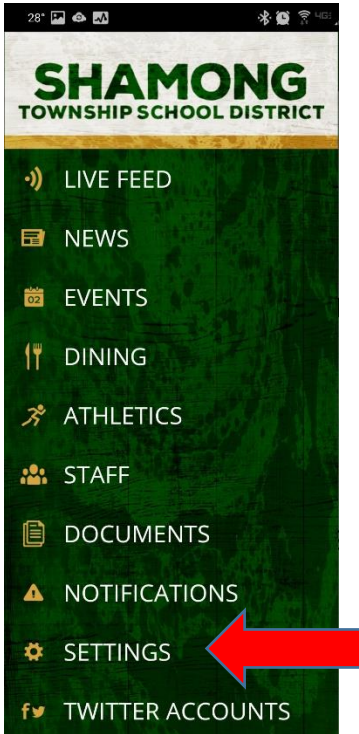 28°
SHAMONG
TOWNSHIP SCHOOL DISTRICT
LIVE FEED
NEWS
02 EVENTS
DINING
ATHLETICS
STAFF
DOCUMENTS
NOTIFICATIONS
SETTINGS
TWITTER ACCOUNTS